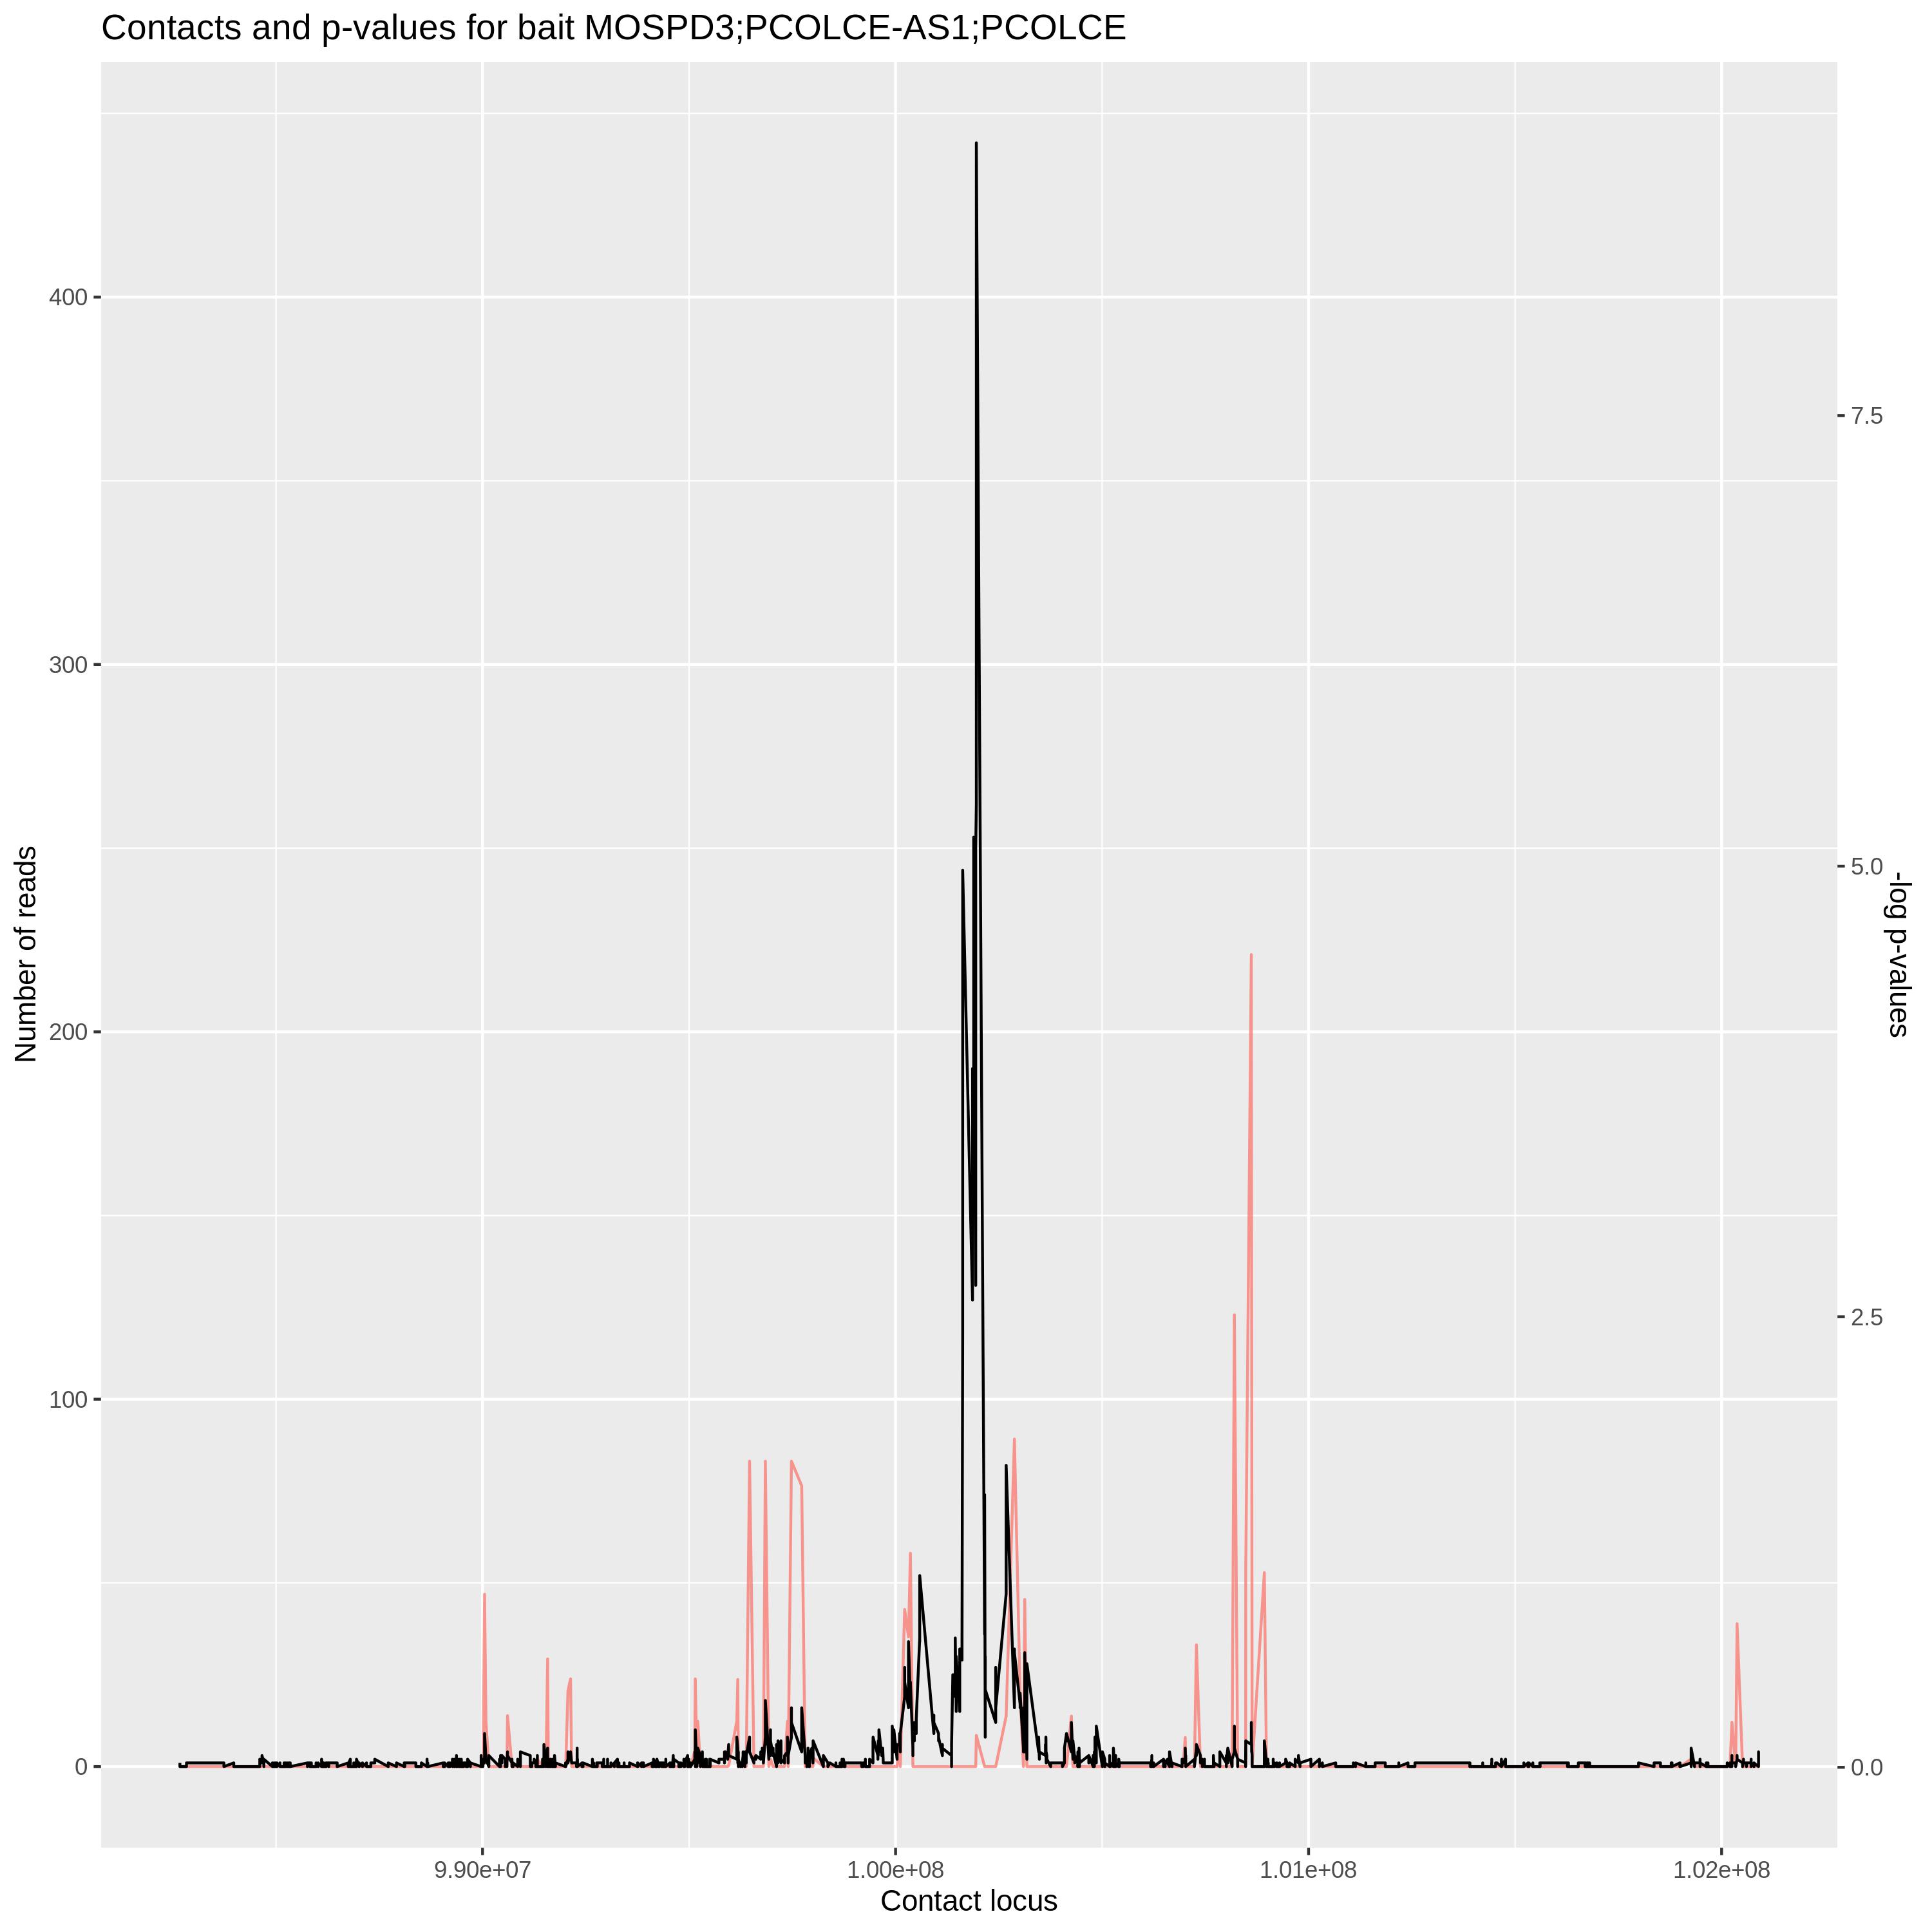 Contacts and p-values for bait MOSPD3;PCOLCE-AS1;PCOLCE
Number of reads
400
300
200
100
0
7.5
5.0
2.5
0.0
-log p-values
9.90e+07
1.00e+08
1.01e+08
1.02e+08
Contact locus